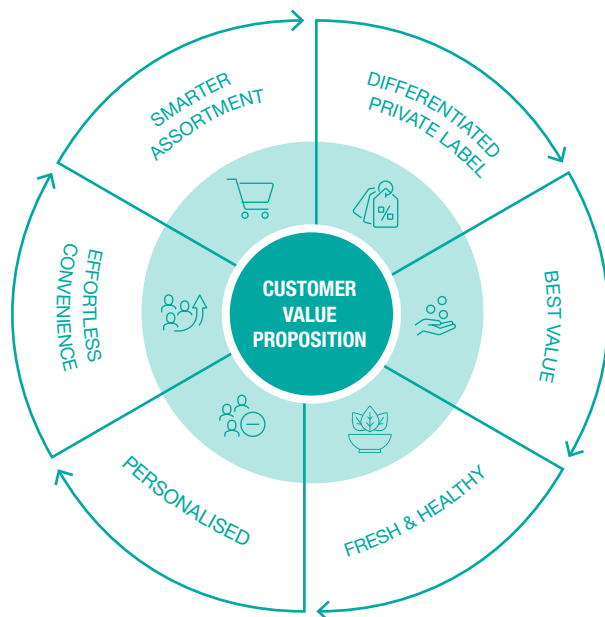 SMARTER
ASSORTMENT
DIFFERENTIATED
PRIVATE LABEL
BEST VALUE
FRESH & HEALTHY
PERSONALISED
EFFORTLESS
CONVENIENCE
%
CUSTOMER
VALUE
PROPOSITION